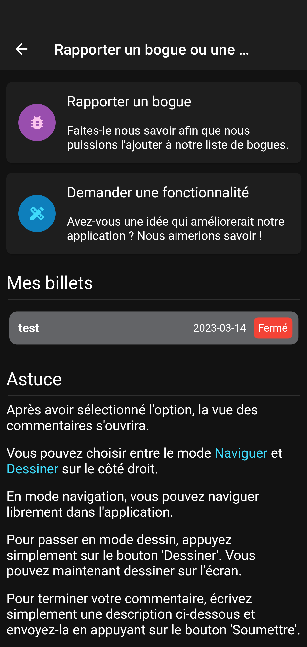 Rapporter un bogue ou une ...
Rapporter un bogue
Faites-le nous savoir afin que nous
puissions l'ajouter à notre liste de bogues.
Demander une fonctionnalité
Avez-vous une idée qui améliorerait notre
application ? Nous aimerions savoir !
Mes billets
test 2023-03-14 Fermé
Astuce
Après avoir sélectionné l'option, la vue des
commentaires s'ouvrira.
Vous pouvez choisir entre le mode Naviguer et
Dessiner sur le côté droit.
En mode navigation, vous pouvez naviguer
librement dans l'application.
Pour passer en mode dessin, appuyez
simplement sur le bouton 'Dessiner'. Vous
pouvez maintenant dessiner sur l'écran.
Pour terminer votre commentaire, écrivez
simplement une description ci-dessous et
envoyez-la en appuyant sur le bouton 'Soumettre'.